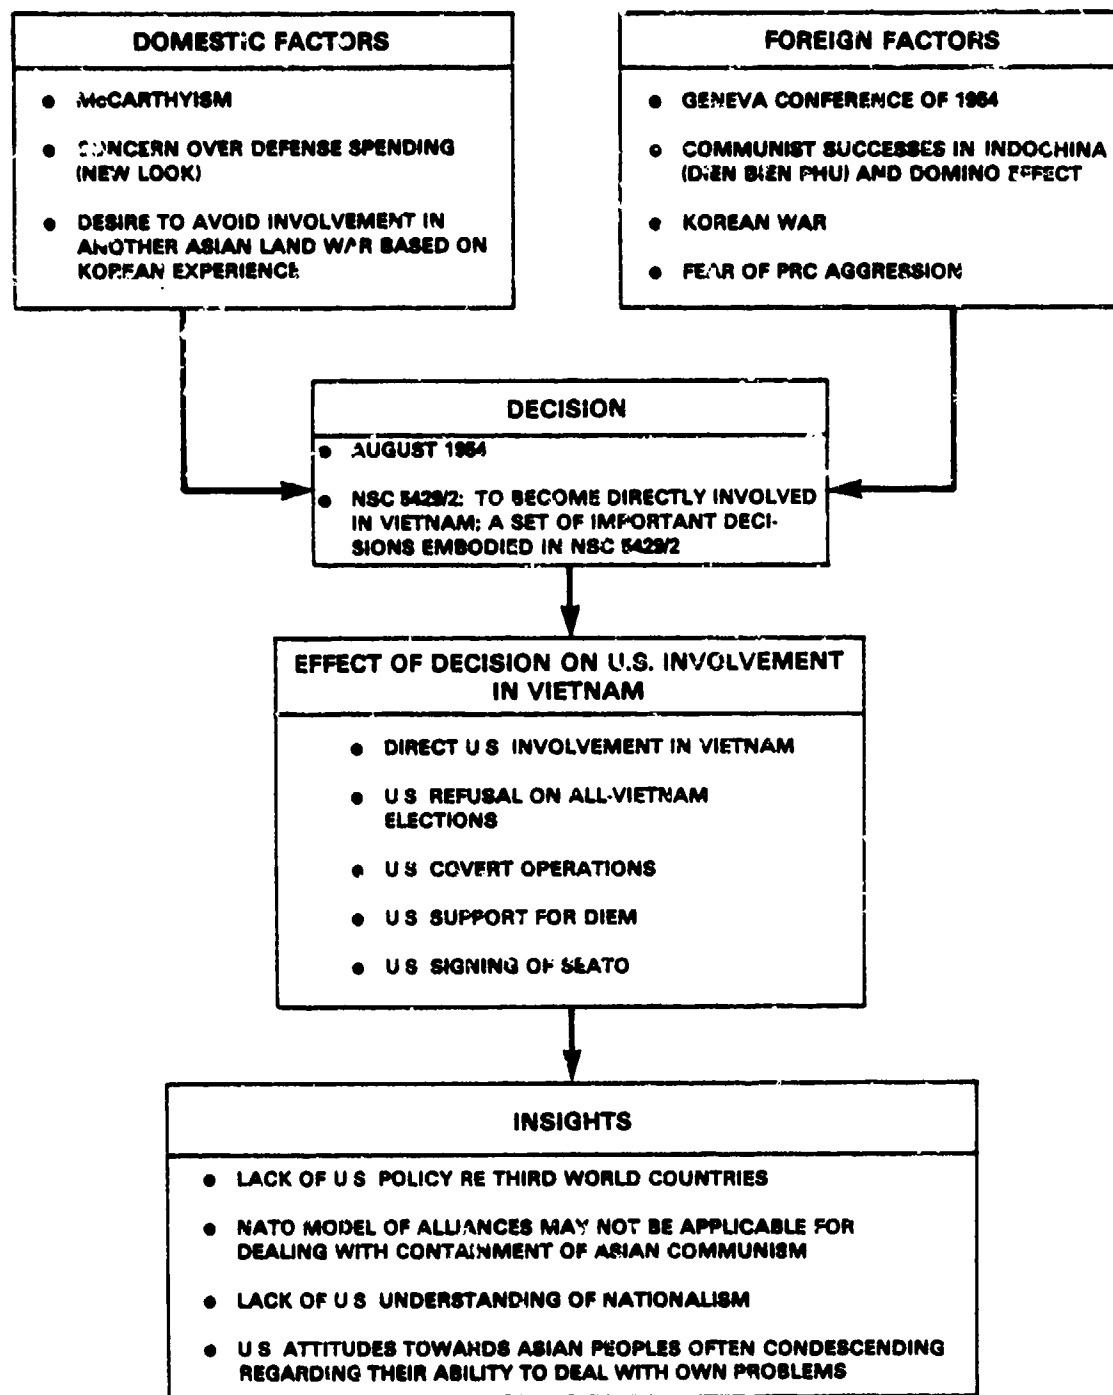 DOMESTIC FACTORS
• McCARTHYISM
• CONCERN OVER DEFENSE SPENDING
(NEW LOOK)
• DESIRE TO AVOID INVOLVEMENT IN
ANOTHER ASIAN LAND WAR BASED ON
KOREAN EXPERIENCE
FOREIGN FACTORS
• GENEVA CONFERENCE OF 1954
• COMMUNIST SUCCESSES IN INDOCHINA
(DIEN BIEN PHU) AND DOMINO EFFECT
• KOREAN WAR
• FEAR OF PRC AGGRESSION
DECISION
• AUGUST 1954
• NSC 5429/2: TO BECOME DIRECTLY INVOLVED
IN VIETNAM; A SET OF IMPORTANT DECI-
SIONS EMBODIED IN NSC 5429/2
EFFECT OF DECISION ON U.S. INVOLVEMENT
IN VIETNAM
• DIRECT U S INVOLVEMENT IN VIETNAM
• U S REFUSAL ON ALL-VIETNAM
ELECTIONS
• U S COVERT OPERATIONS
• U S SUPPORT FOR DIEM
• U S SIGNING OF SEATO
INSIGHTS
• LACK OF U S POLICY RE THIRD WORLD COUNTRIES
• NATO MODEL OF ALLIANCES MAY NOT BE APPLICABLE FOR
DEALING WITH CONTAINMENT OF ASIAN COMMUNISM
• LACK OF U S UNDERSTANDING OF NATIONALISM
• U S ATTITUDES TOWARDS ASIAN PEOPLES OFTEN CONDESCENDING
REGARDING THEIR ABILITY TO DEAL WITH OWN PROBLEMS